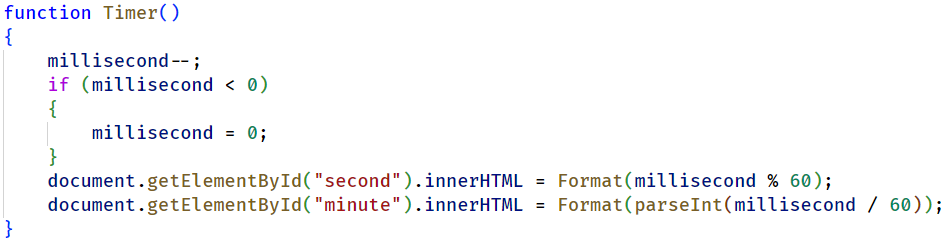 function Timer()
{
    millisecond--;
    if (millisecond < 0)
    {
        millisecond = 0;
    }
    document.getElementById("second").innerHTML = Format(millisecond % 60);
    document.getElementById("minute").innerHTML = Format(parseInt(millisecond / 60));
}